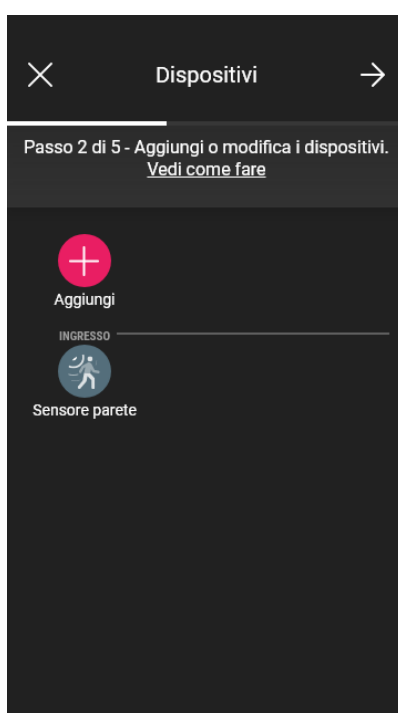 Dispositivi
Passo 2 di 5 - Aggiungi o modifica i dispositivi.
Vedi come fare
Aggiungi
INGRESSO
Sensore parete